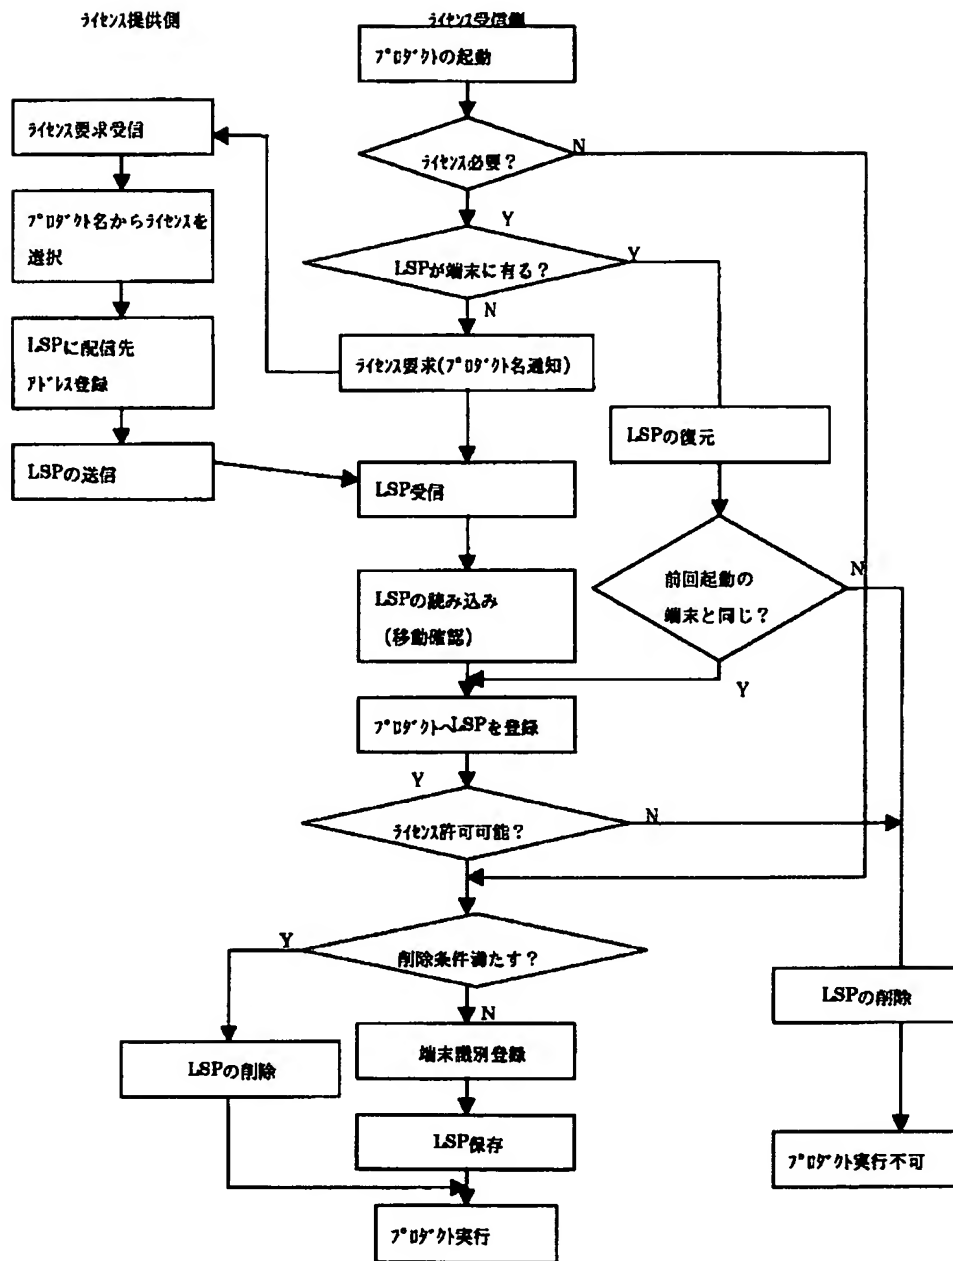 ライセンス提供側
ライセンス受信側
プロダクトの起動
ライセンス要求受信
ライセンス必要？
N
Y
プロダクト名からライセンスを
選択
LSPが端末に有る？
Y
N
LSPに配信先
アドレス登録
ライセンス要求(プロダクト名通知)
LSPの復元
LSPの送信
LSP受信
前回起動の
端末と同じ？
N
Y
LSPの読み込み
(移動確認)
プロダクトへLSPを登録
Y
ライセンス許可可能？
N
削除条件満たす？
Y
N
LSPの削除
LSPの削除
端末識別登録
LSP保存
プロダクト実行不可
プロダクト実行